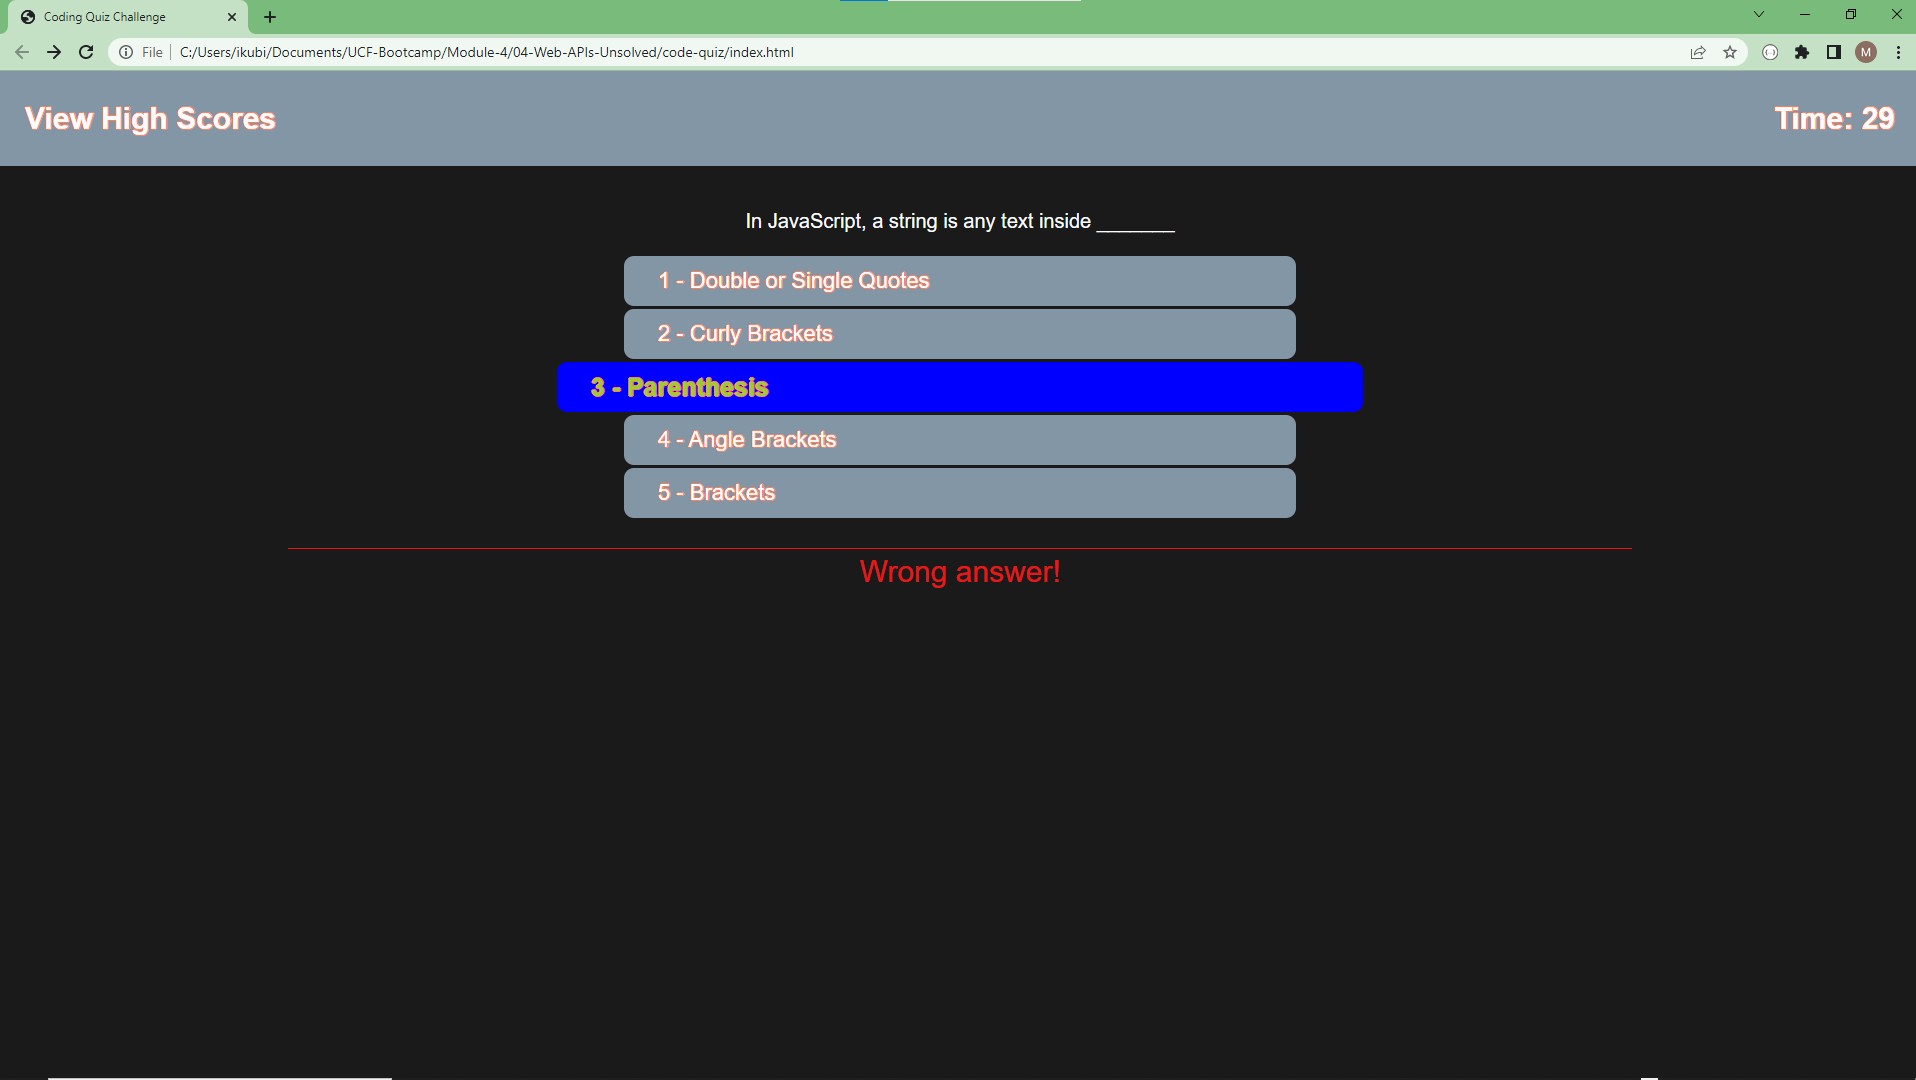 Coding Quiz Challenge
File C:/Users/ikubi/Documents/UCF-Bootcamp/Module-4/04-Web-APIs-Unsolved/code-quiz/index.html
M
View High Scores
Time: 29
In JavaScript, a string is any text inside _______
1 - Double or Single Quotes
2 - Curly Brackets
3 - Parenthesis
4 - Angle Brackets
5 - Brackets
Wrong answer!